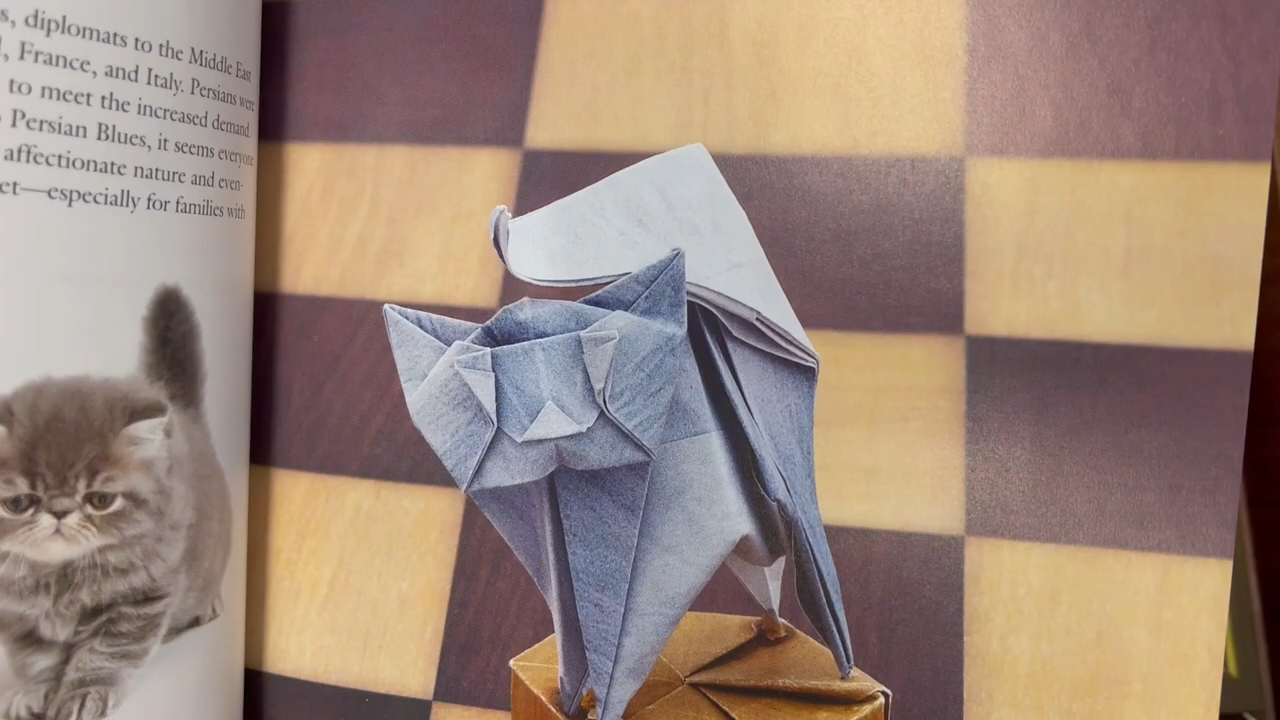 s, diplomats to the Middle East
, France, and Italy. Persians were
to meet the increased demand.
Persian Blues, it seems everyone
affectionate nature and even-
et—especially for families with